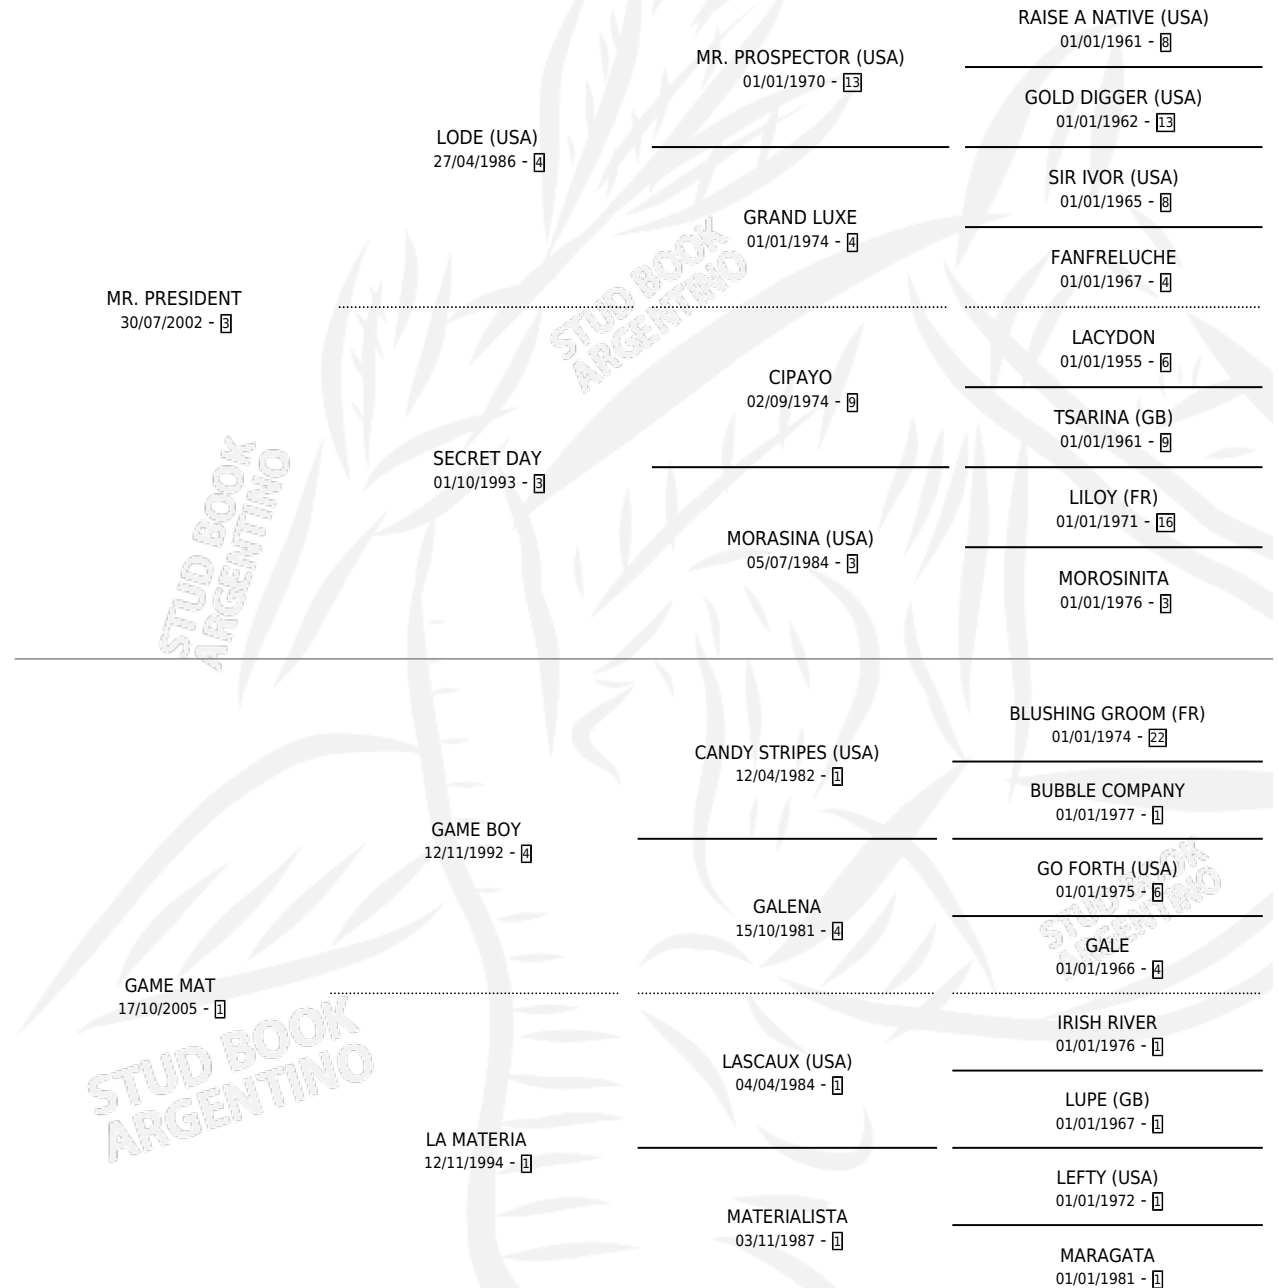 RAISE A NATIVE (USA)
01/01/1961 - 8
MR. PROSPECTOR (USA)
01/01/1970 - 13
GOLD DIGGER (USA)
01/01/1962 - 13
LODE (USA)
27/04/1986 - 4
SIR IVOR (USA)
01/01/1965 - 8
GRAND LUXE
01/01/1974 - 4
FANFRELUCHE
01/01/1967 - 4
MR. PRESIDENT
30/07/2002 - 3
STUD BOOK
ARGENTINO
LACYDON
01/01/1955 - 6
CIPAYO
02/09/1974 - 9
TSARINA (GB)
01/01/1961 - 9
SECRET DAY
01/10/1993 - 3
LILOY (FR)
01/01/1971 - 16
MORASINA (USA)
05/07/1984 - 3
MOROSINITA
01/01/1976 - 3
STUD BOOK
ARGENTINO
BLUSHING GROOM (FR)
01/01/1974 - 22
CANDY STRIPES (USA)
12/04/1982 - 1
BUBBLE COMPANY
01/01/1977 - 1
GAME BOY
12/11/1992 - 4
GO FORTH (USA)
01/01/1975 - 6
GALENA
15/10/1981 - 4
GALE
01/01/1966 - 4
STUD BOOK
ARGENTINO
GAME MAT
17/10/2005 - 1
IRISH RIVER
01/01/1976 - 1
LASCAUX (USA)
04/04/1984 - 1
LUPE (GB)
01/01/1967 - 1
STUD BOOK
ARGENTINO
LA MATERIA
12/11/1994 - 1
LEFTY (USA)
01/01/1972 - 1
MATERIALISTA
03/11/1987 - 1
MARAGATA
01/01/1981 - 1